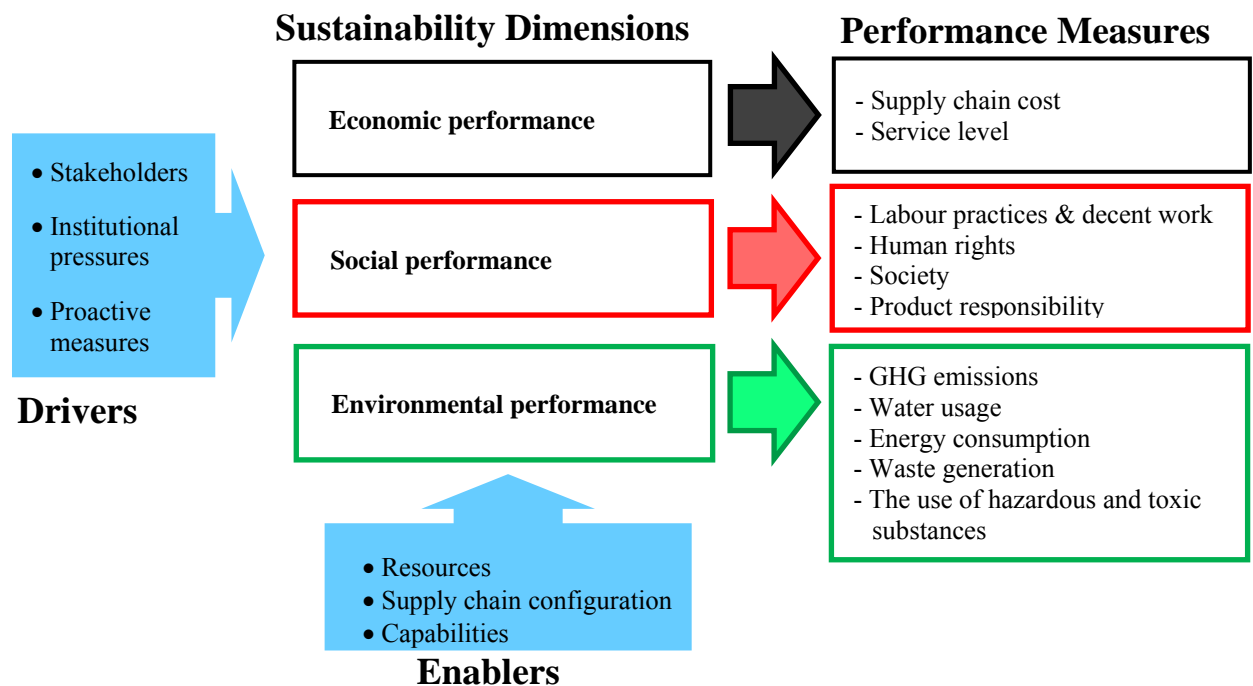 Sustainability Dimensions
Performance Measures
• Stakeholders
• Institutional
pressures
• Proactive
measures
Drivers
Economic performance
- Supply chain cost
- Service level
Social performance
- Labour practices & decent work
- Human rights
- Society
- Product responsibility
Environmental performance
- GHG emissions
- Water usage
- Energy consumption
- Waste generation
- The use of hazardous and toxic
substances
• Resources
• Supply chain configuration
• Capabilities
Enablers